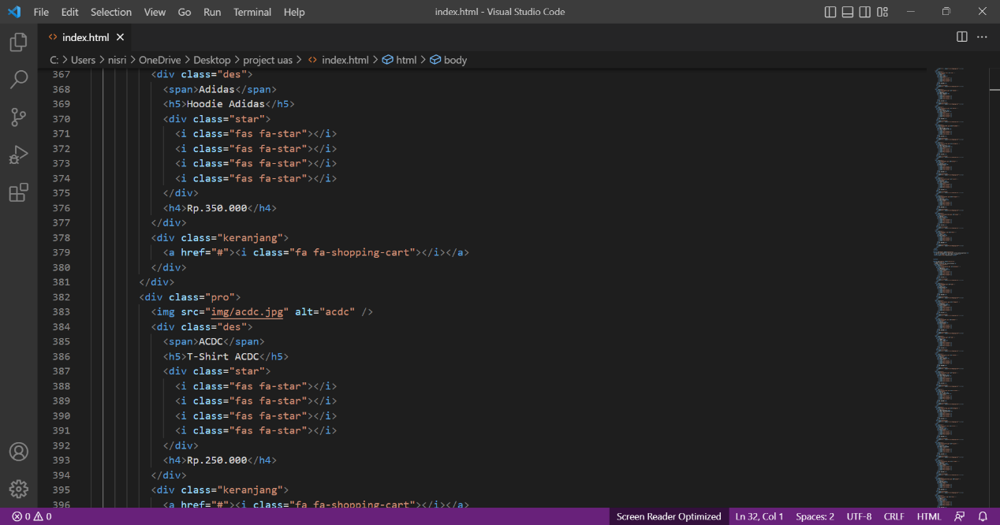 File Edit Selection View Go Run Terminal Help index.html - Visual Studio Code
index.html
C: > Users > nisri > OneDrive > Desktop > project uas > index.html > html > body
367 <div class="des">
368 <span>Adidas</span>
369 <h5>Hoodie Adidas</h5>
370 <div class="star">
371 <i class="fas fa-star"></i>
372 <i class="fas fa-star"></i>
373 <i class="fas fa-star"></i>
374 <i class="fas fa-star"></i>
375 </div>
376 <h4>Rp.350.000</h4>
377 </div>
378 <div class="keranjang">
379 <a href="#"><i class="fa fa-shopping-cart"></i></a>
380 </div>
381 </div>
382 <div class="pro">
383 <img src="img/acdc.jpg" alt="acdc" />
384 <div class="des">
385 <span>ACDC</span>
386 <h5>T-Shirt ACDC</h5>
387 <div class="star">
388 <i class="fas fa-star"></i>
389 <i class="fas fa-star"></i>
390 <i class="fas fa-star"></i>
391 <i class="fas fa-star"></i>
392 </div>
393 <h4>Rp.250.000</h4>
394 </div>
395 <div class="keranjang">
396 <a href="#"><i class="fa fa-shopping-cart"></i></a>
0 0 Screen Reader Optimized Ln 32, Col 1 Spaces: 2 UTF-8 CRLF HTML